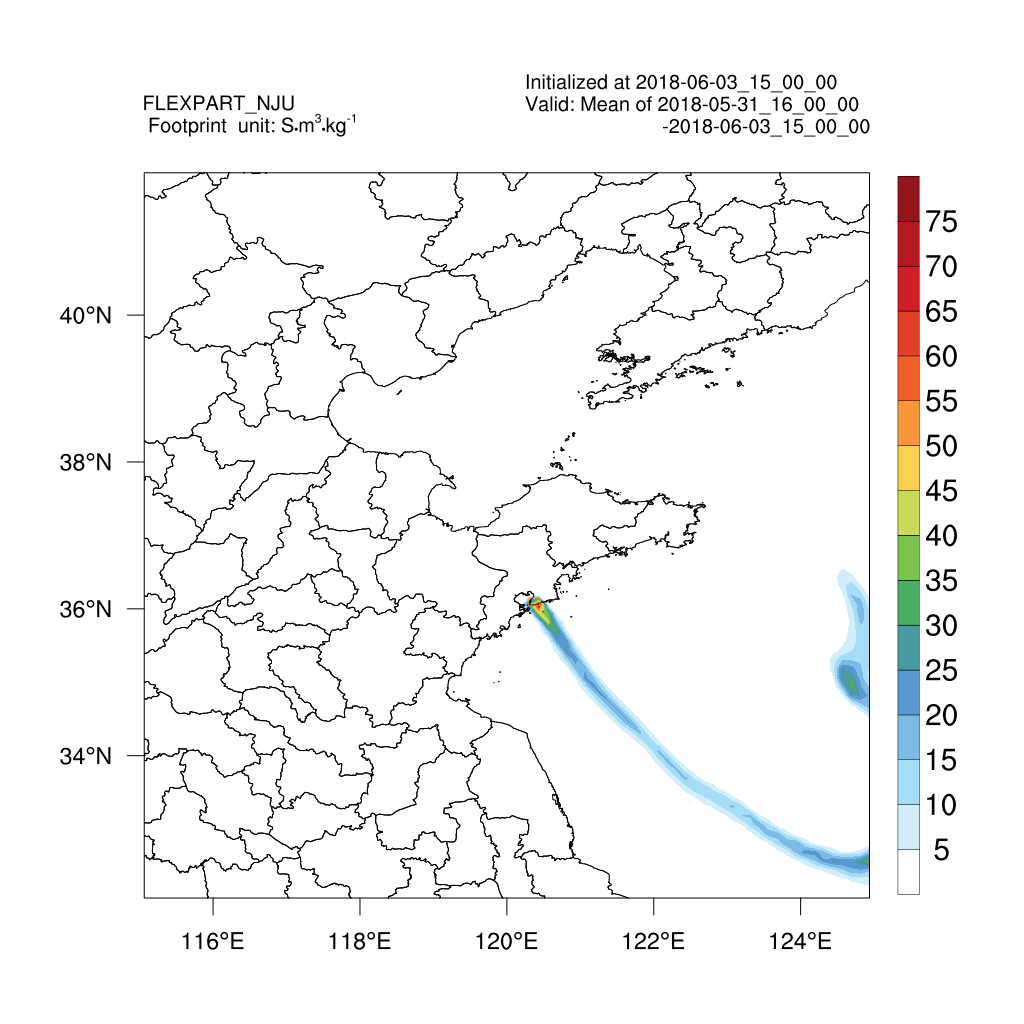 Initialized at 2018-06-03_15_00_00
FLEXPART_NJU
Valid: Mean of 2018-05-31_16_00_00
Footprint unit: S•m³•kg⁻¹
-2018-06-03_15_00_00
75
70
65
60
55
50
45
40
35
30
25
20
15
10
5
40°N
38°N
36°N
34°N
116°E
118°E
120°E
122°E
124°E